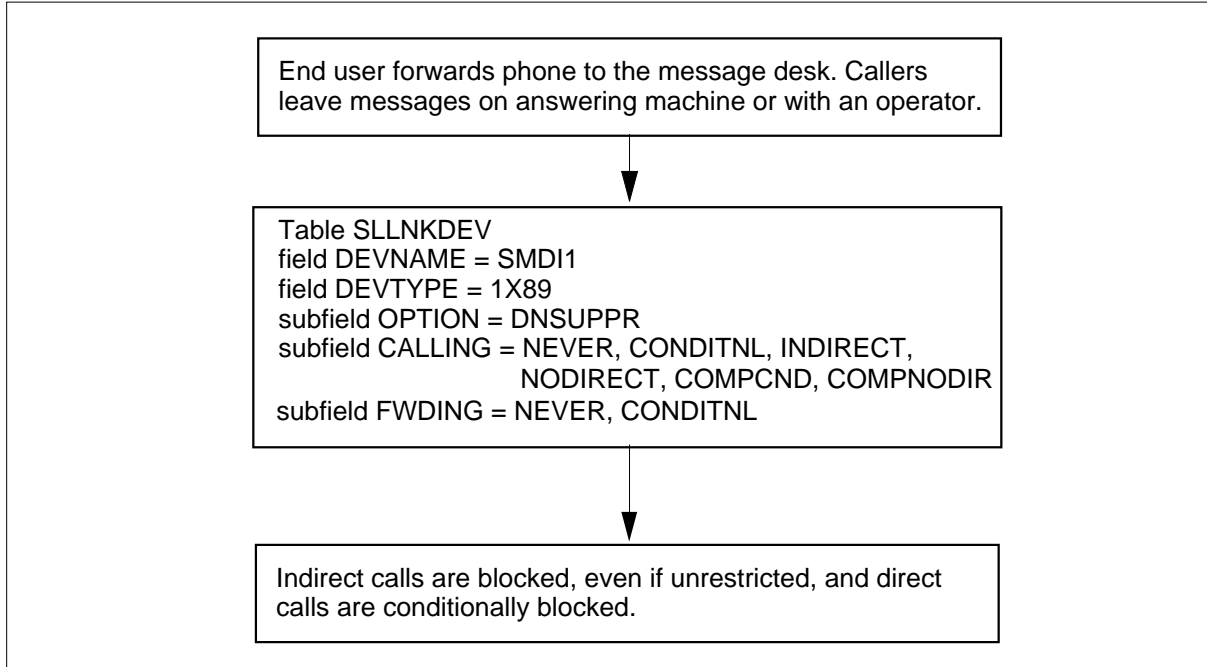 End user forwards phone to the message desk. Callers
leave messages on answering machine or with an operator.
Table SLLNKDEV
field DEVNAME = SMDI1
field DEVTYPE = 1X89
subfield OPTION = DNSUPPR
subfield CALLING = NEVER, CONDITNL, INDIRECT,
NODIRECT, COMPCND, COMPNODIR
subfield FWDING = NEVER, CONDITNL
Indirect calls are blocked, even if unrestricted, and direct
calls are conditionally blocked.